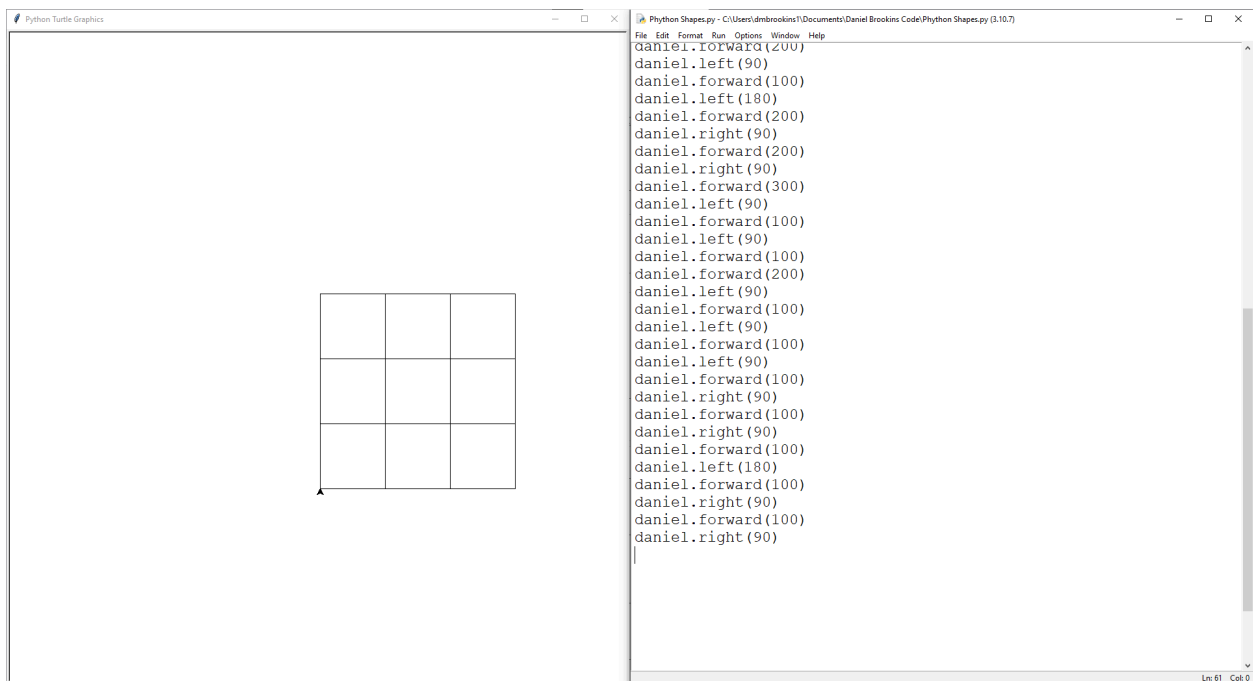 Python Turtle Graphics
Phython Shapes.py - C:\Users\dmbrookins1\Documents\Daniel Brookins Code\Phython Shapes.py (3.10.7)
File Edit Format Run Options Window Help
daniel.forward(200)
daniel.left(90)
daniel.forward(100)
daniel.left(180)
daniel.forward(200)
daniel.right(90)
daniel.forward(200)
daniel.right(90)
daniel.forward(300)
daniel.left(90)
daniel.forward(100)
daniel.left(90)
daniel.forward(100)
daniel.forward(200)
daniel.left(90)
daniel.forward(100)
daniel.left(90)
daniel.forward(100)
daniel.left(90)
daniel.forward(100)
daniel.right(90)
daniel.forward(100)
daniel.right(90)
daniel.forward(100)
daniel.left(180)
daniel.forward(100)
daniel.right(90)
daniel.forward(100)
daniel.right(90)
Ln: 61 Col: 0